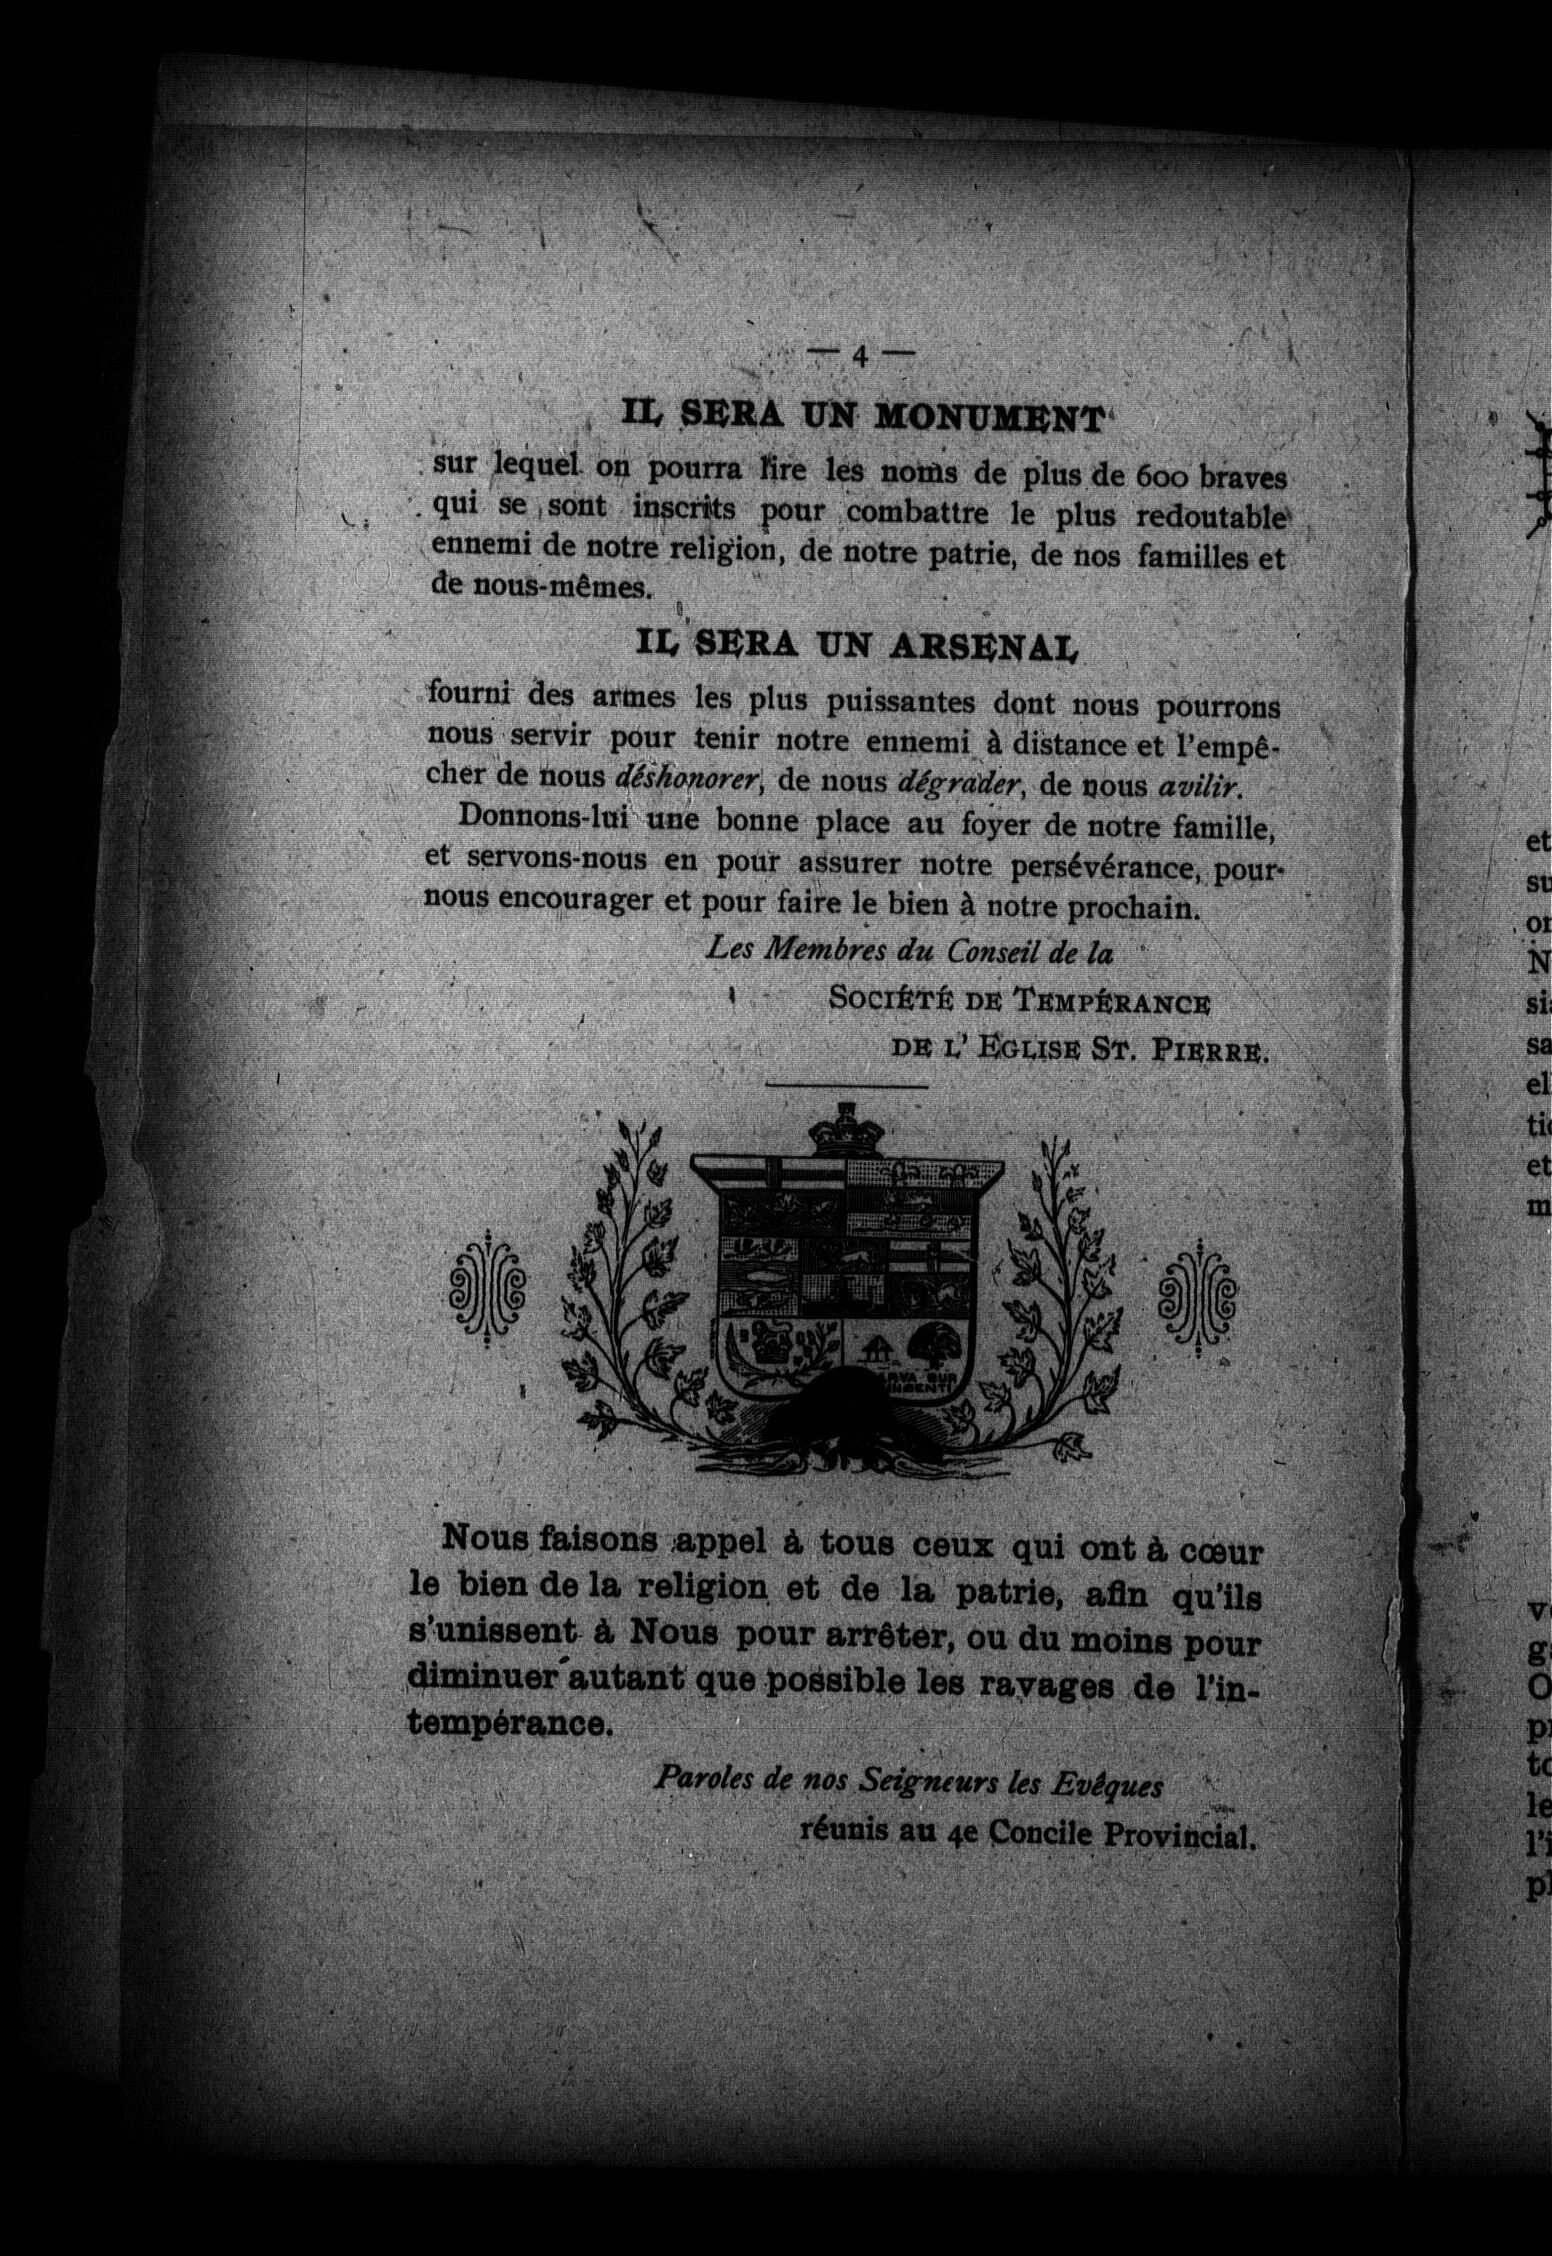 — 4 —
IL SERA UN MONUMENT
sur lequel on pourra lire les noms de plus de 600 braves
qui se sont inscrits pour combattre le plus redoutable
ennemi de notre religion, de notre patrie, de nos familles et
de nous-mêmes.
IL SERA UN ARSENAL
fourni des armes les plus puissantes dont nous pourrons
nous servir pour tenir notre ennemi à distance et l'empê-
cher de nous déshonorer, de nous dégrader, de nous avilir.
Donnons-lui une bonne place au foyer de notre famille,
et servons-nous en pour assurer notre persévérance, pour-
nous encourager et pour faire le bien à notre prochain.
Les Membres du Conseil de la
SOCIÉTÉ DE TEMPÉRANCE
DE L' EGLISE ST. PIERRE.
Nous faisons appel à tous ceux qui ont à cœur
le bien de la religion et de la patrie, afin qu'ils
s'unissent à Nous pour arrêter, ou du moins pour
diminuer autant que possible les ravages de l'in-
tempérance.
Paroles de nos Seigneurs les Evêques
réunis au 4e Concile Provincial.